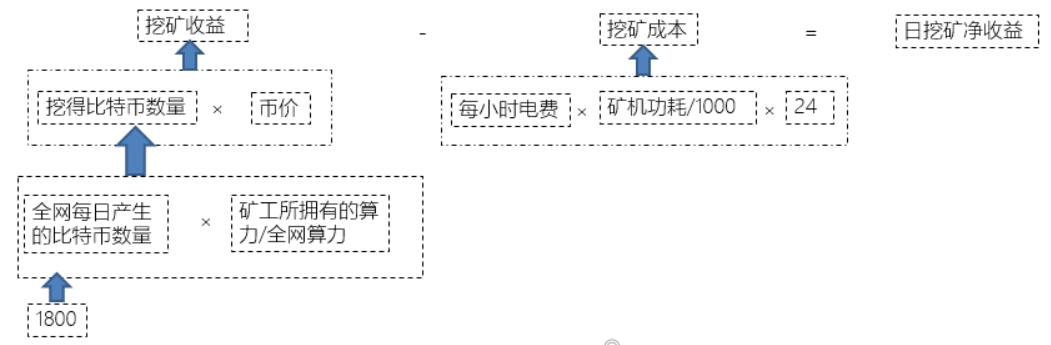 挖矿收益
-
挖矿成本
=
日挖矿净收益
挖得比特币数量 × 币价
每小时电费 × 矿机功耗/1000 × 24
全网每日产生
的比特币数量
×
矿工所拥有的算
力/全网算力
1800